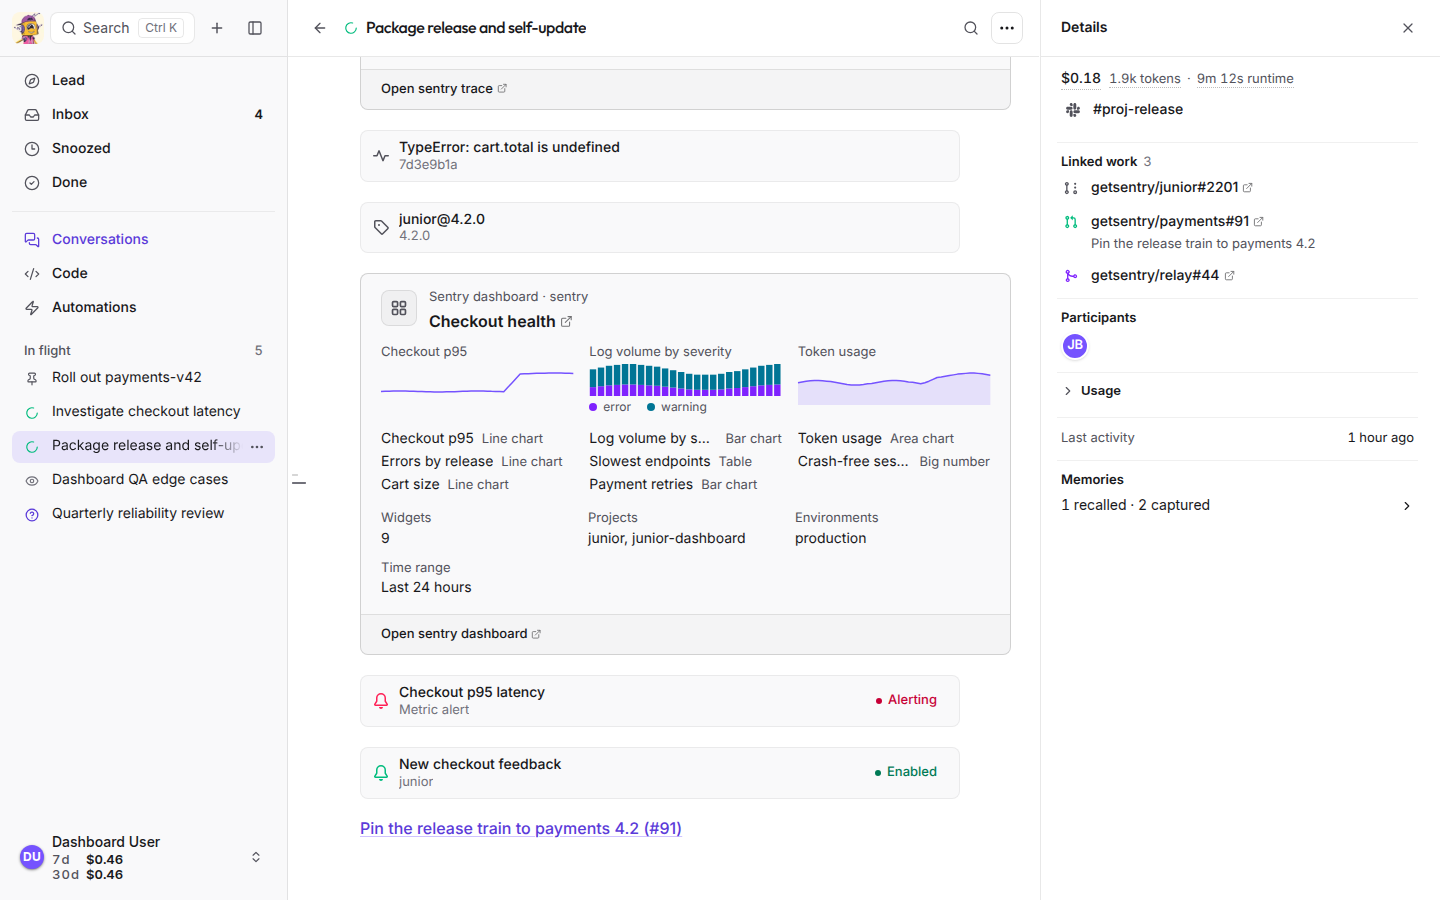 Search Ctrl K
Lead
Inbox 4
Snoozed
Done
Conversations
Code
Automations
In flight 5
Roll out payments-v42
Investigate checkout latency
Package release and self-up
Dashboard QA edge cases
Quarterly reliability review
DU Dashboard User
7d $0.46
30d $0.46
Package release and self-update
Open sentry trace
TypeError: cart.total is undefined
7d3e9b1a
junior@4.2.0
4.2.0
Sentry dashboard · sentry
Checkout health
Checkout p95 Log volume by severity Token usage
error warning
Checkout p95 Line chart Log volume by s... Bar chart Token usage Area chart
Errors by release Line chart Slowest endpoints Table Crash-free ses... Big number
Cart size Line chart Payment retries Bar chart
Widgets Projects Environments
9 junior, junior-dashboard production
Time range
Last 24 hours
Open sentry dashboard
Checkout p95 latency
Metric alert
Alerting
New checkout feedback
junior
Enabled
Pin the release train to payments 4.2 (#91)
Details
$0.18 1.9k tokens · 9m 12s runtime
#proj-release
Linked work 3
getsentry/junior#2201
getsentry/payments#91
Pin the release train to payments 4.2
getsentry/relay#44
Participants
JB
Usage
Last activity 1 hour ago
Memories
1 recalled · 2 captured